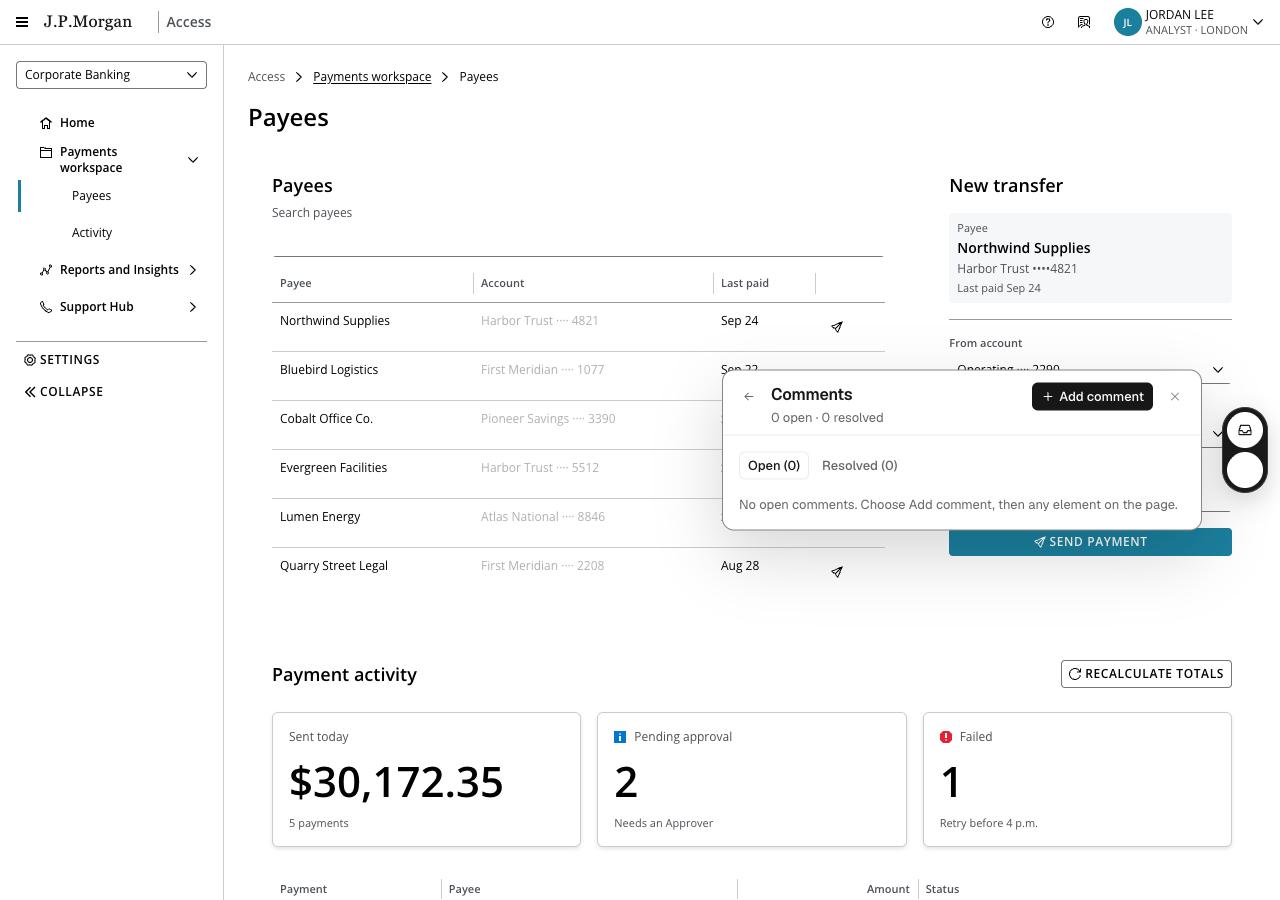 J.P.Morgan
Access
JL
JORDAN LEE
ANALYST · LONDON
Corporate Banking
Home
Payments workspace
Payees
Activity
Reports and Insights
Support Hub
SETTINGS
COLLAPSE
Access
Payments workspace
Payees
Payees
Payees
Search payees
Payee
Account
Last paid
Northwind Supplies
Harbor Trust ···· 4821
Sep 24
Bluebird Logistics
First Meridian ···· 1077
Sep 22
Cobalt Office Co.
Pioneer Savings ···· 3390
Evergreen Facilities
Harbor Trust ···· 5512
Lumen Energy
Atlas National ···· 8846
Quarry Street Legal
First Meridian ···· 2208
Aug 28
New transfer
Payee
Northwind Supplies
Harbor Trust ••••4821
Last paid Sep 24
From account
Operating ···· 2290
Comments
0 open · 0 resolved
+ Add comment
Open (0)
Resolved (0)
No open comments. Choose Add comment, then any element on the page.
SEND PAYMENT
Payment activity
RECALCULATE TOTALS
Sent today
$30,172.35
5 payments
Pending approval
2
Needs an Approver
Failed
1
Retry before 4 p.m.
Payment
Payee
Amount
Status